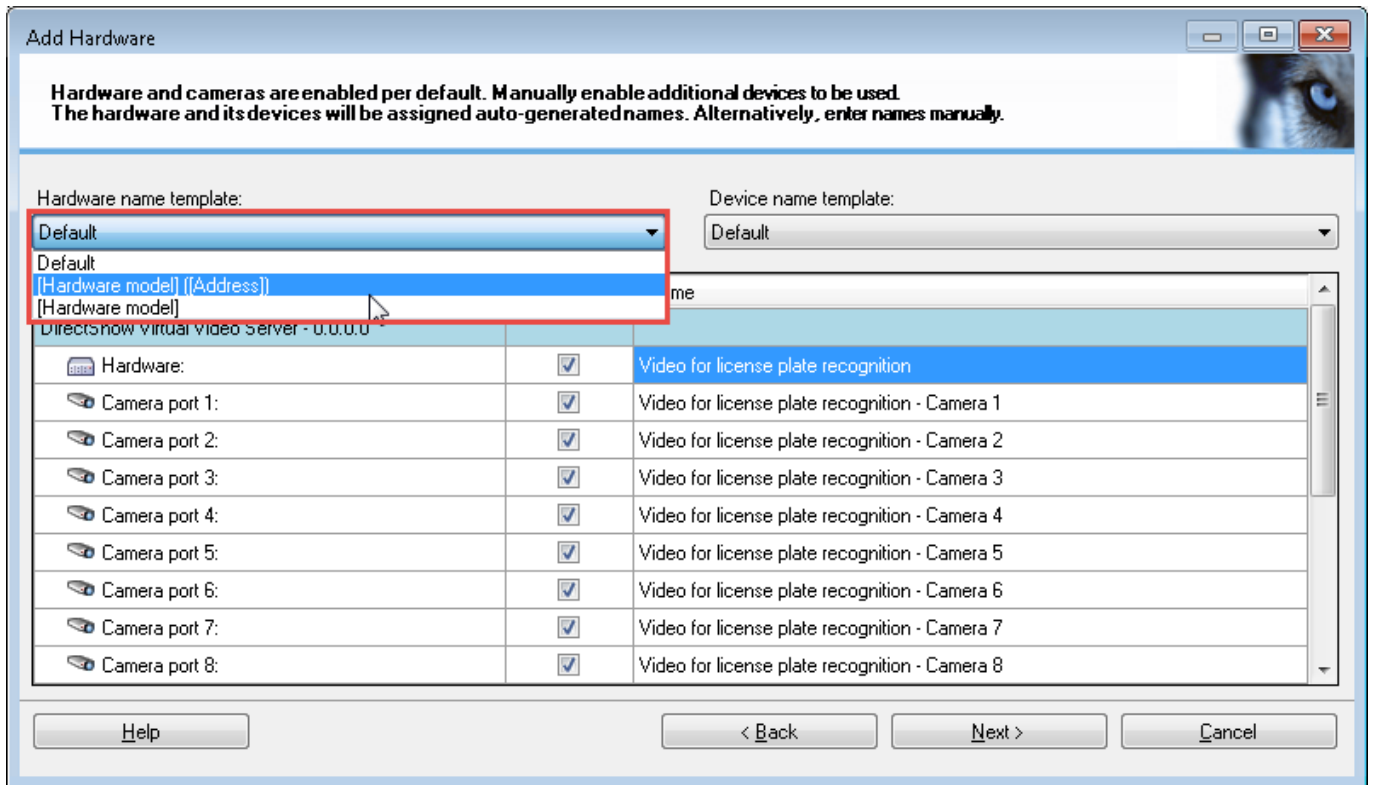 Add Hardware
Hardware and cameras are enabled per default. Manually enable additional devices to be used.
The hardware and its devices will be assigned auto-generated names. Alternatively, enter names manually.
Hardware name template:
Device name template:
Default
Default
Default
[Hardware model] ([Address])
[Hardware model]
DirectShow Virtual Video Server - 0.0.0.0
Hardware:
Video for license plate recognition
Camera port 1:
Video for license plate recognition - Camera 1
Camera port 2:
Video for license plate recognition - Camera 2
Camera port 3:
Video for license plate recognition - Camera 3
Camera port 4:
Video for license plate recognition - Camera 4
Camera port 5:
Video for license plate recognition - Camera 5
Camera port 6:
Video for license plate recognition - Camera 6
Camera port 7:
Video for license plate recognition - Camera 7
Camera port 8:
Video for license plate recognition - Camera 8
Help
< Back
Next >
Cancel